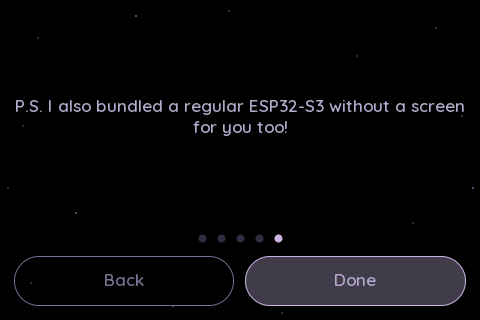 P.S. I also bundled a regular ESP32-S3 without a screen
for you too!
Back
Done